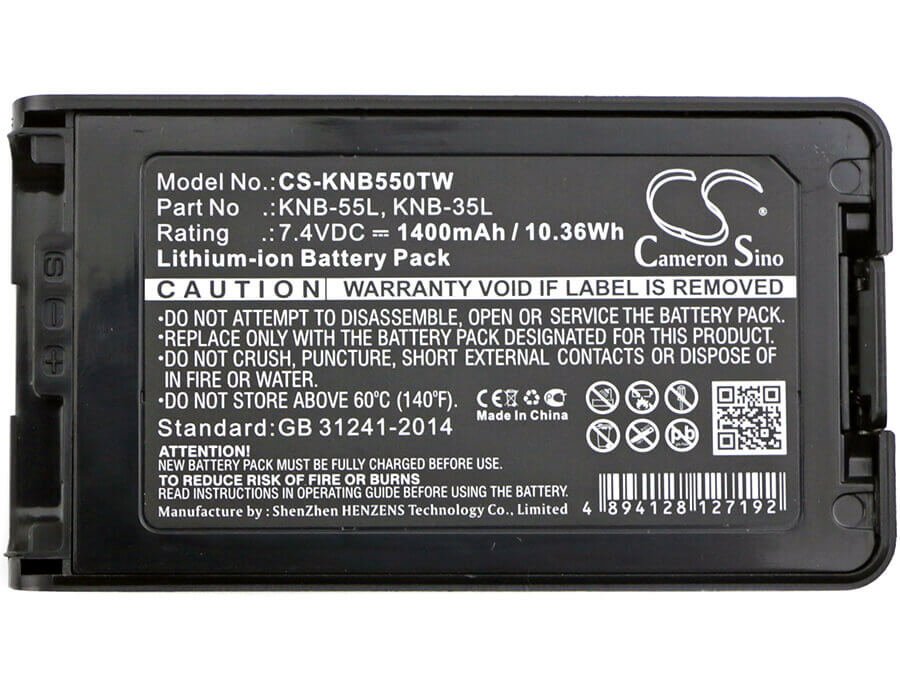 Model No.:CS-KNB550TW
Part No .:KNB-55L, KNB-35L
Rating .:7.4VDC ⎓ 1400mAh / 10.36Wh
Lithium-ion Battery Pack
CS®
Cameron Sino
CAUTION WARRANTY VOID IF LABEL IS REMOVED
•DO NOT ATTEMPT TO DISASSEMBLE, OPEN OR SERVICE THE BATTERY PACK.
•REPLACE ONLY WITH THE BATTERY PACK DESIGNATED FOR THIS PRODUCT.
•DO NOT CRUSH, PUNCTURE, SHORT EXTERNAL CONTACTS OR DISPOSE OF
IN FIRE OR WATER.
•DO NOT STORE ABOVE 60°C (140°F).
Standard:GB 31241-2014
CE
Made In China
Pb
ATTENTION!
NEW BATTERY PACK MUST BE FULLY CHARGED BEFORE USE.
TO REDUCE RISK OF FIRE OR BURNS
READ INSTRUCTIONS IN OPERATING GUIDE BEFORE USING THE BATTERY.
Manufacture by : ShenZhen HENZENS Technology Co., Limited
4 894128 127192
S - +